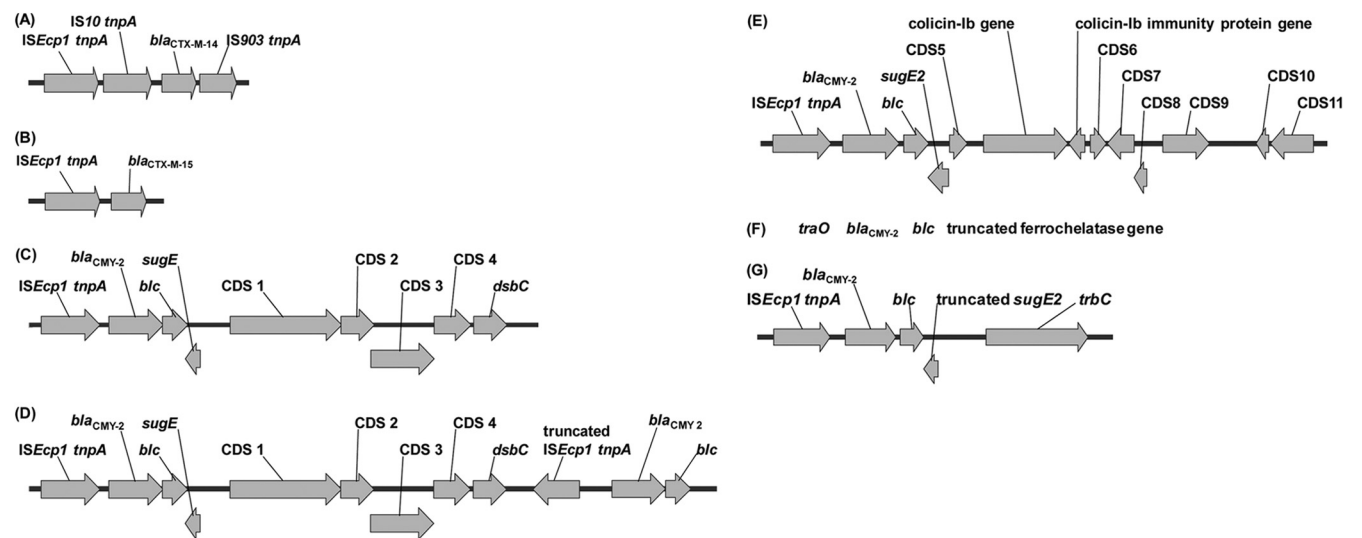 (A)
IS10 tnpA
ISEcp1 tnpA
blaCTX-M-14
IS903 tnpA
(B)
ISEcp1 tnpA
blaCTX-M-15
(C)
blaCMY-2
sugE
CDS 2
CDS 4
ISEcp1 tnpA
blc
CDS 1
CDS 3
dsbC
(D)
blaCMY-2
sugE
CDS 2
CDS 4
truncated
blaCMY 2
ISEcp1 tnpA
blc
CDS 1
CDS 3
dsbC
ISEcp1 tnpA
blc
(E)
colicin-Ib gene
colicin-Ib immunity protein gene
CDS5
CDS6
blaCMY-2
sugE2
CDS7
CDS10
ISEcp1 tnpA
blc
CDS8
CDS9
CDS11
(F)
traO blaCMY-2 blc truncated ferrochelatase gene
(G)
blaCMY-2
ISEcp1 tnpA
blc
truncated sugE2
trbC